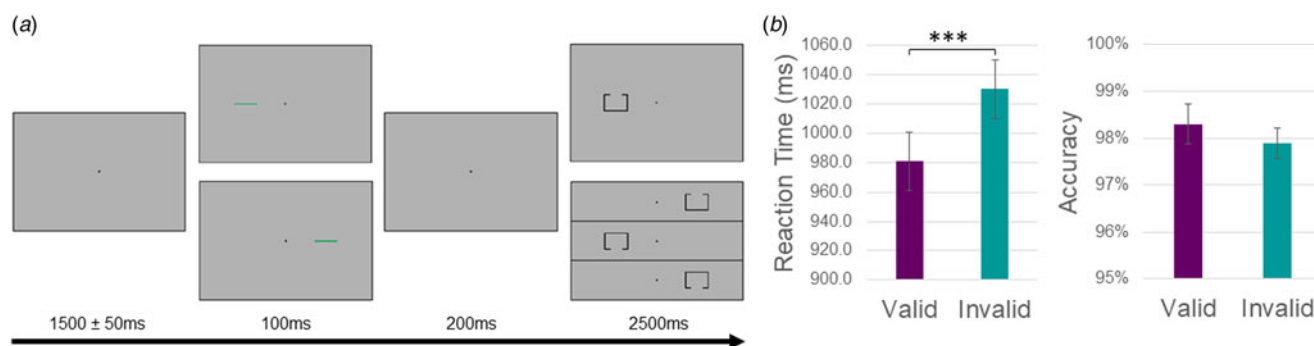 (a)
1500 ± 50ms
100ms
200ms
2500ms
(b)
Reaction Time (ms)
1060.0
1040.0
1020.0
1000.0
980.0
960.0
940.0
920.0
900.0
***
Valid Invalid
Accuracy
100%
99%
98%
97%
96%
95%
Valid Invalid